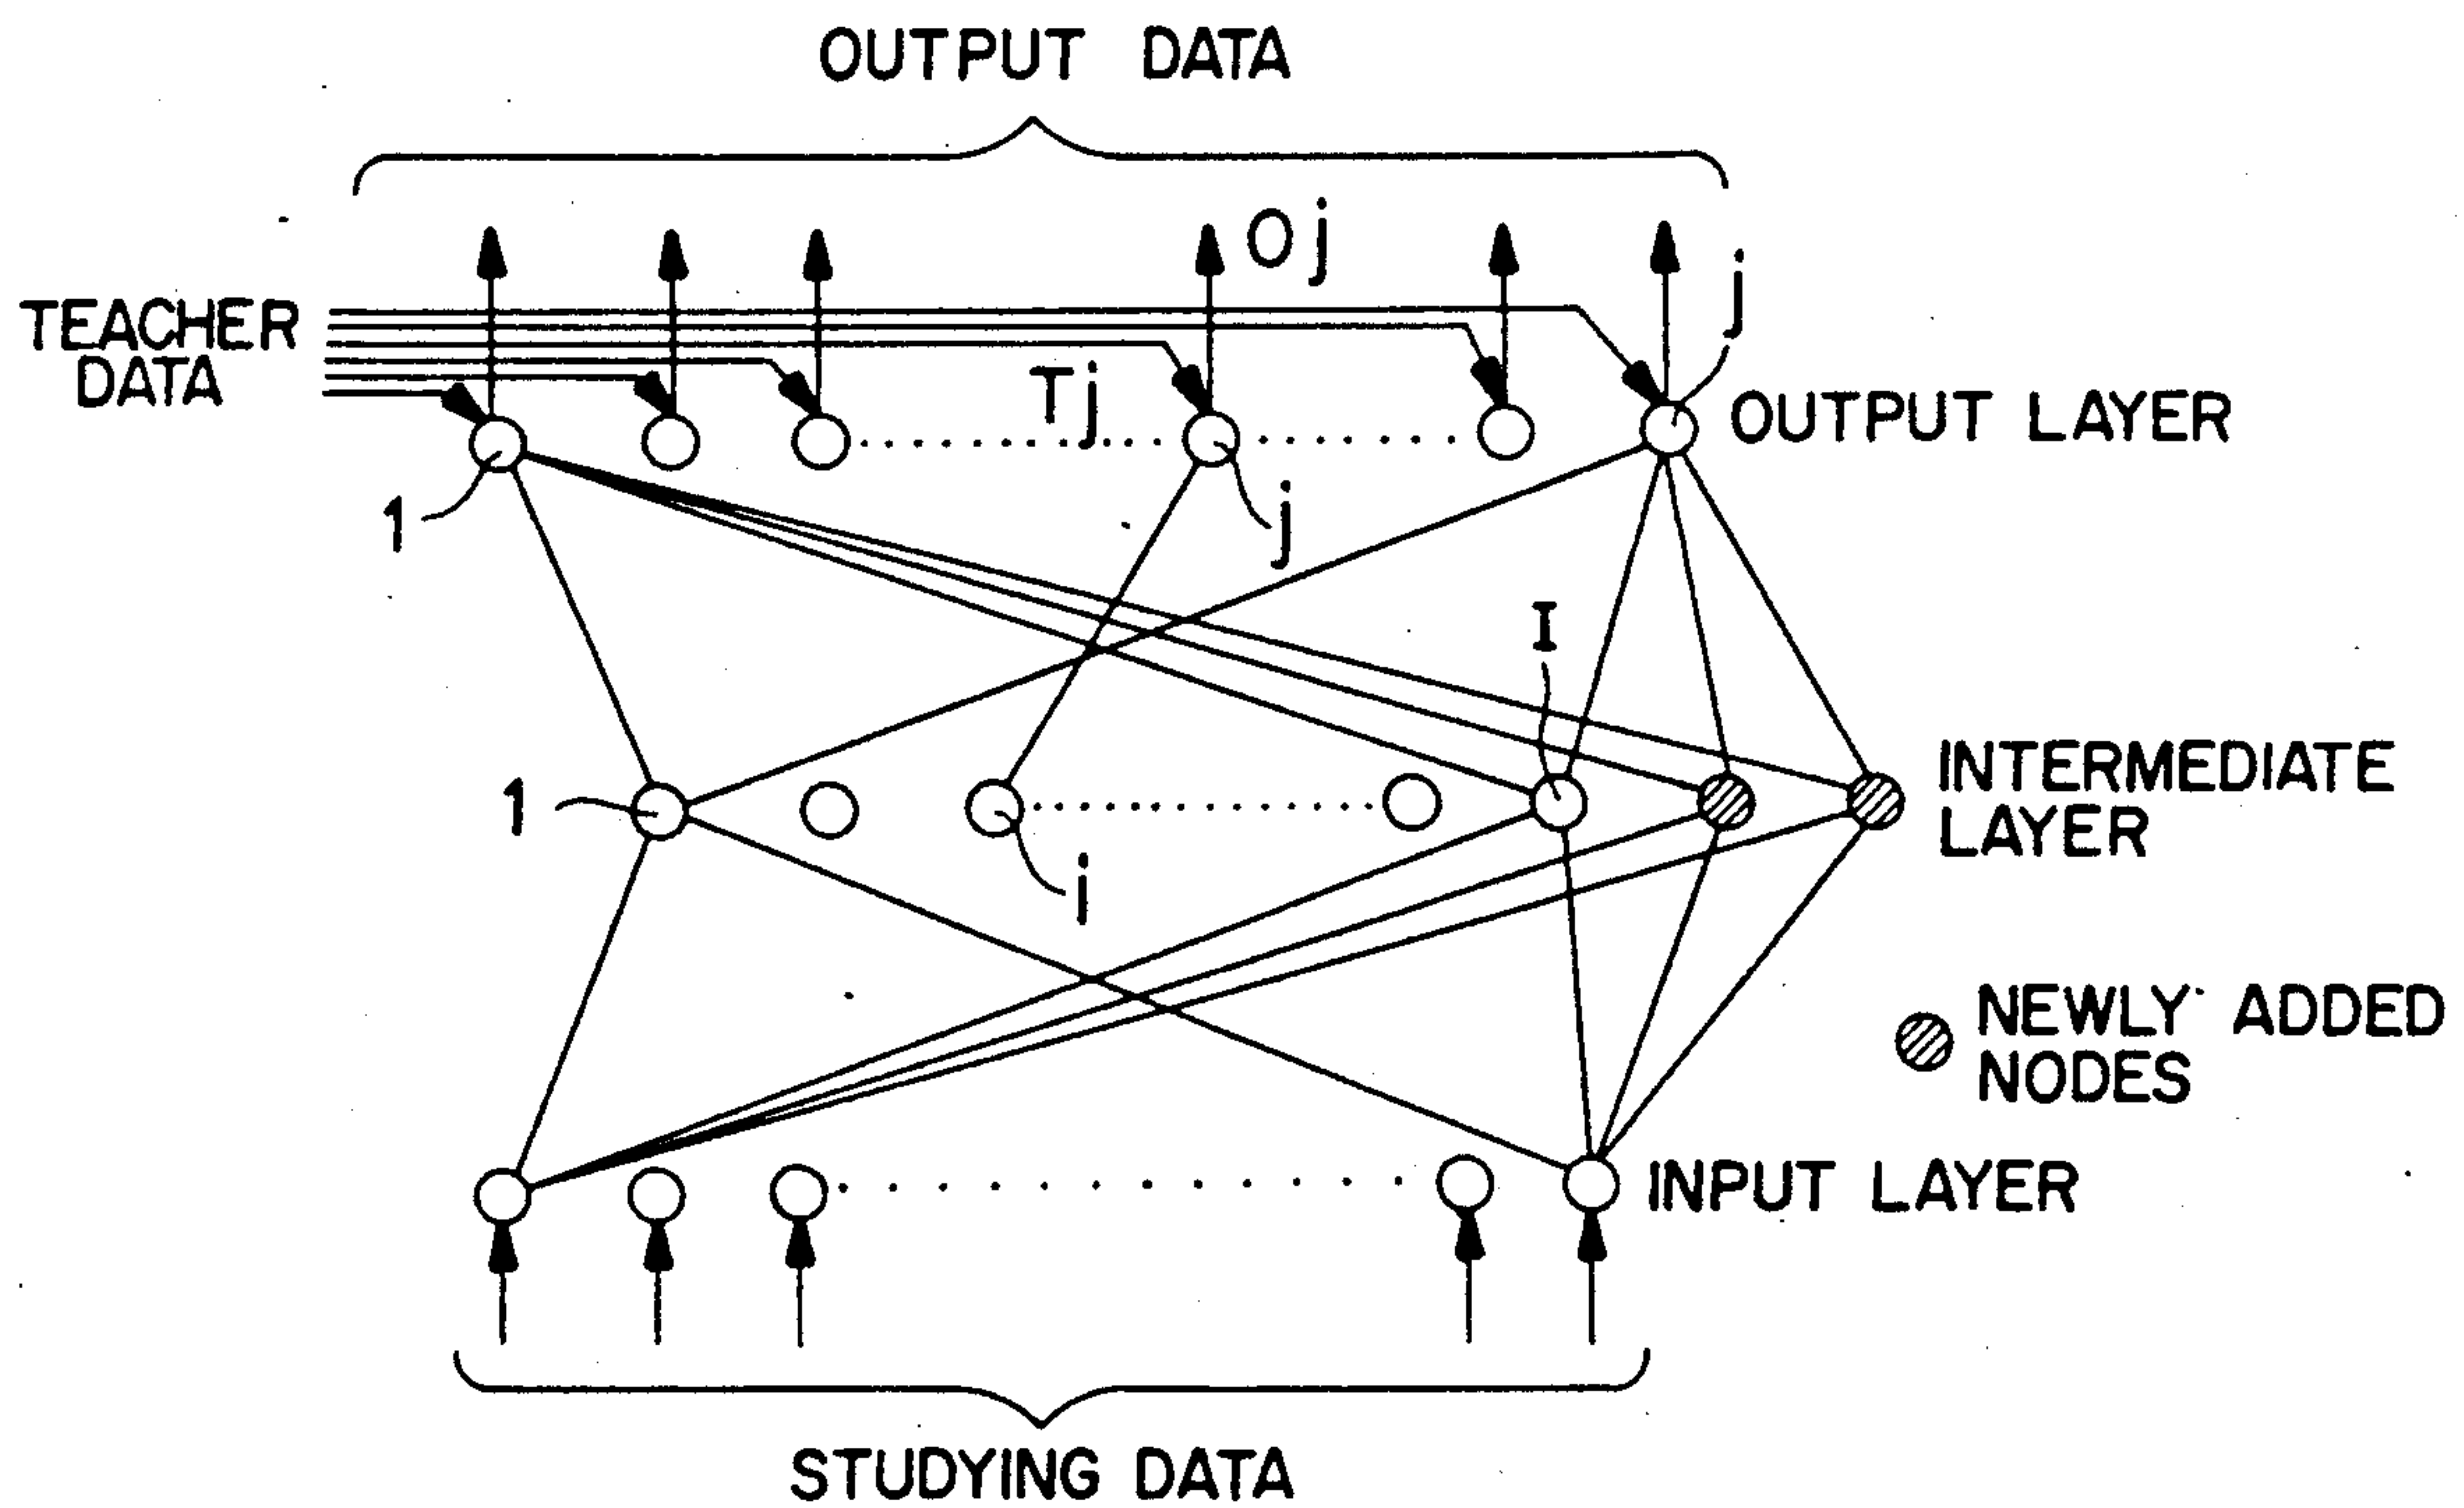 OUTPUT DATA
Oj
j
TEACHER
DATA
Tj
OUTPUT LAYER
1
j
I
1
j
INTERMEDIATE
LAYER
NEWLY ADDED
NODES
INPUT LAYER
STUDYING DATA